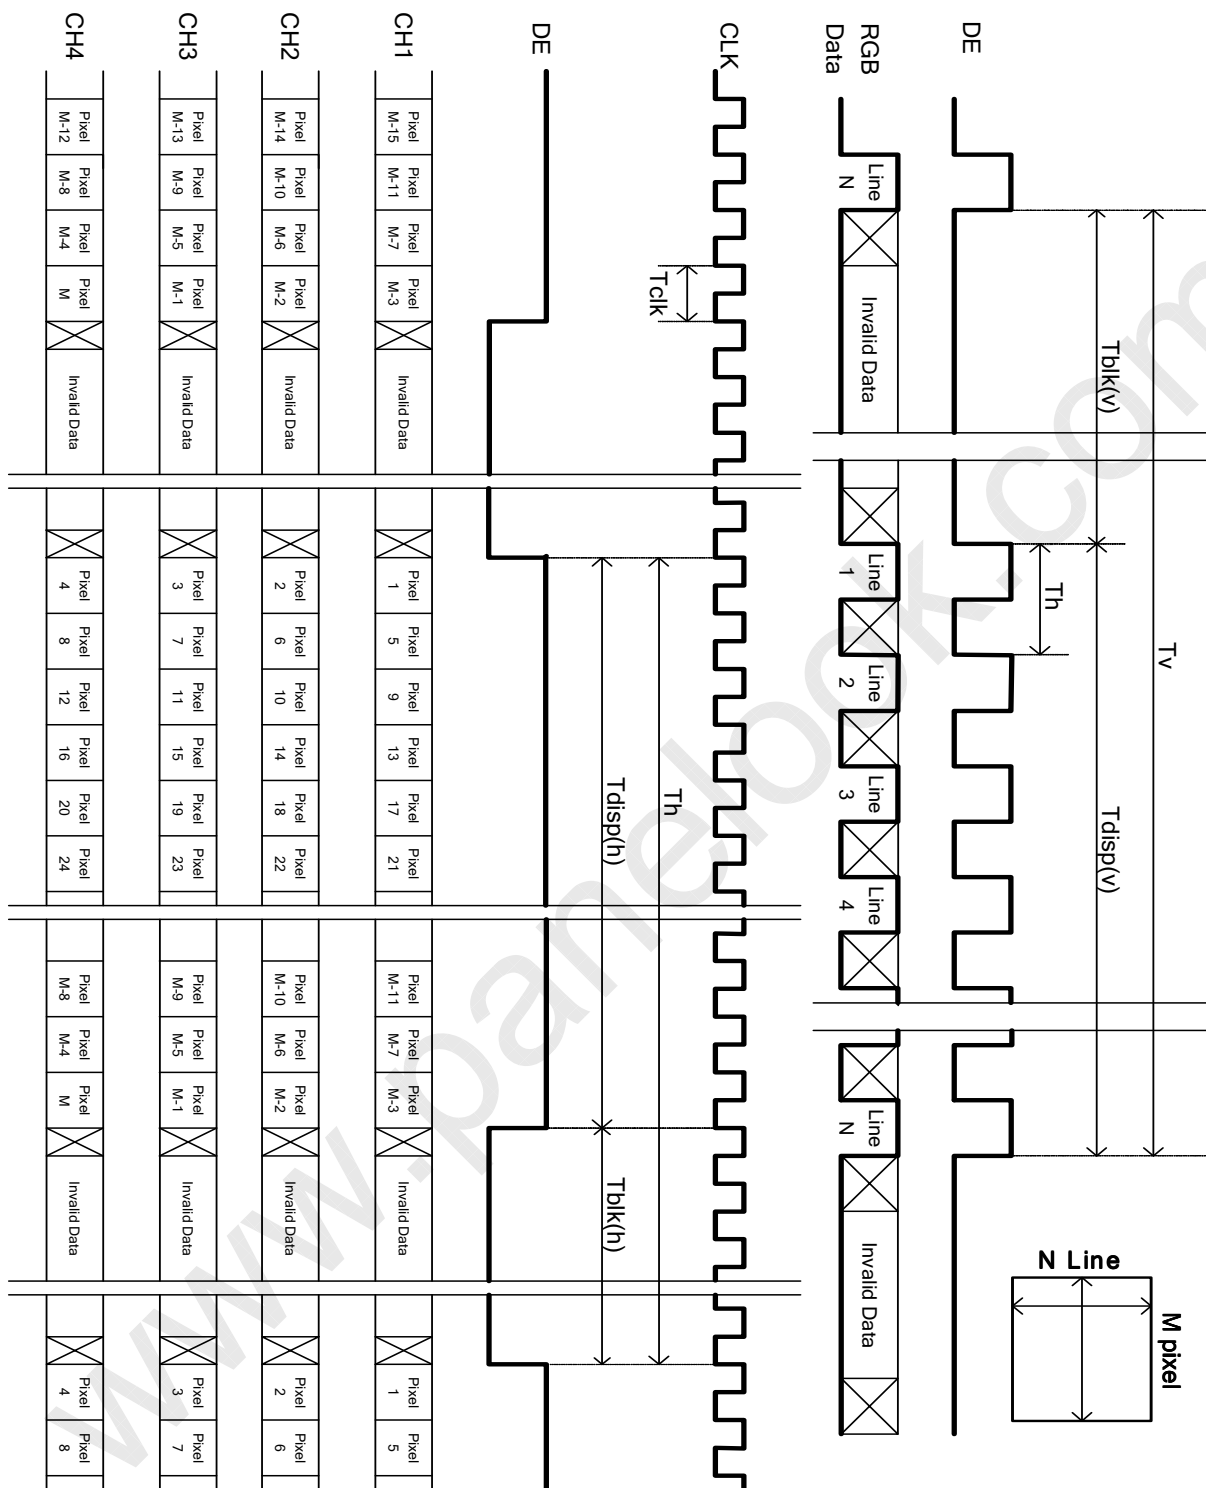 DE
RGB
Data
Line
N
Invalid Data
Line
1
Line
2
Line
3
Line
4
Line
N
Invalid Data
Tv
Tblk(v)
Tdisp(v)
Th
N Line
M pixel
CLK
Tclk
Th
Tdisp(h)
Tblk(h)
DE
CH1
Pixel M-15
Pixel M-11
Pixel M-7
Pixel M-3
Invalid Data
Pixel 1
Pixel 5
Pixel 9
Pixel 13
Pixel 17
Pixel 21
Pixel M-11
Pixel M-7
Pixel M-3
Invalid Data
Pixel 1
Pixel 5
CH2
Pixel M-14
Pixel M-10
Pixel M-6
Pixel M-2
Invalid Data
Pixel 2
Pixel 6
Pixel 10
Pixel 14
Pixel 18
Pixel 22
Pixel M-10
Pixel M-6
Pixel M-2
Invalid Data
Pixel 2
Pixel 6
CH3
Pixel M-13
Pixel M-9
Pixel M-5
Pixel M-1
Invalid Data
Pixel 3
Pixel 7
Pixel 11
Pixel 15
Pixel 19
Pixel 23
Pixel M-9
Pixel M-5
Pixel M-1
Invalid Data
Pixel 3
Pixel 7
CH4
Pixel M-12
Pixel M-8
Pixel M-4
Pixel M
Invalid Data
Pixel 4
Pixel 8
Pixel 12
Pixel 16
Pixel 20
Pixel 24
Pixel M-8
Pixel M-4
Pixel M
Invalid Data
Pixel 4
Pixel 8
www.panelook.com